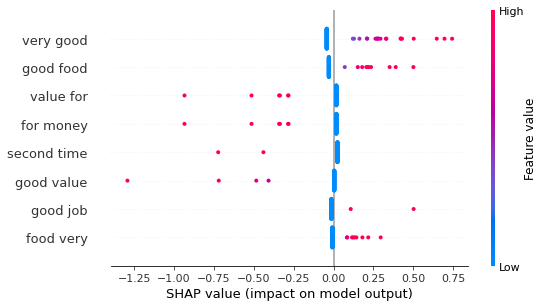 High
very good
good food
value for
for money
second time
good value
good job
food very
Low
Feature value
−1.25 −1.00 −0.75 −0.50 −0.25 0.00 0.25 0.50 0.75
SHAP value (impact on model output)